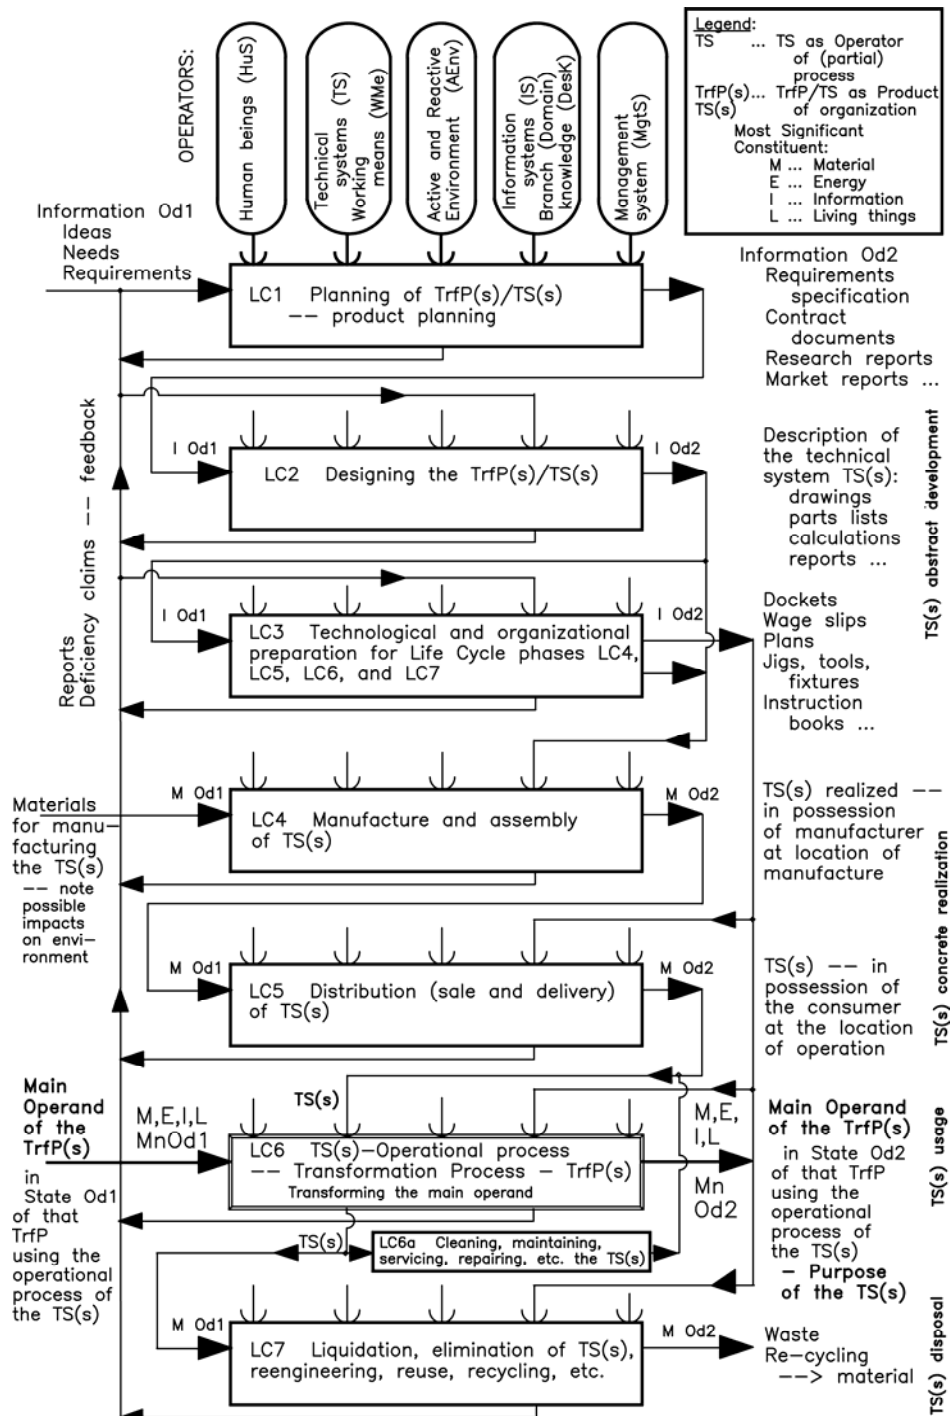 OPERATORS:
Human beings (HuS)
Technical
systems (TS)
Working
means (WMe)
Active and Reactive
Environment (AEnv)
Information
systems (IS)
Branch (Domain)
knowledge (DesK)
Management
system (MgtS)
Legend:
TS ... TS as Operator
of (partial)
process
TrfP(s)... TrfP/TS as Product
TS(s) of organization
Most Significant
Constituent:
M ... Material
E ... Energy
I ... Information
L ... Living things
Information Od1
Ideas
Needs
Requirements
LC1 Planning of TrfP(s)/TS(s)
—— product planning
Information Od2
Requirements
specification
Contract
documents
Research reports
Market reports ...
Reports
Deficiency claims —— feedback
I Od1
LC2 Designing the TrfP(s)/TS(s)
I Od2
Description of
the technical
system TS(s):
drawings
parts lists
calculations
reports ...
TS(s) abstract development
I Od1
LC3 Technological and organizational
preparation for Life Cycle phases LC4,
LC5, LC6, and LC7
I Od2
Dockets
Wage slips
Plans
Jigs, tools,
fixtures
Instruction
books ...
Materials
for manu—
facturing
the TS(s)
—— note
possible
impacts
on envi—
ronment
M Od1
LC4 Manufacture and assembly
of TS(s)
M Od2
TS(s) realized ——
in possession
of manufacturer
at location of
manufacture
TS(s) concrete realization
M Od1
LC5 Distribution (sale and delivery)
of TS(s)
M Od2
TS(s) —— in
possession of
the consumer
at the location
of operation
Main
Operand
of the
TrfP(s)
in
State Od1
of that
TrfP
using the
operational
process of
the TS(s)
M,E,I,L
MnOd1
TS(s)
LC6 TS(s)—Operational process
—— Transformation Process — TrfP(s)
Transforming the main operand
M,E,
I,L
Mn
Od2
Main Operand
of the TrfP(s)
in State Od2
of that TrfP
using the
operational
process of
the TS(s)
— Purpose
of the TS(s)
TS(s) usage
TS(s)
LC6a Cleaning, maintaining,
servicing, repairing, etc. the TS(s)
M Od1
LC7 Liquidation, elimination of TS(s),
reengineering, reuse, recycling, etc.
M Od2
Waste
Re—cycling
——> material
TS(s) disposal